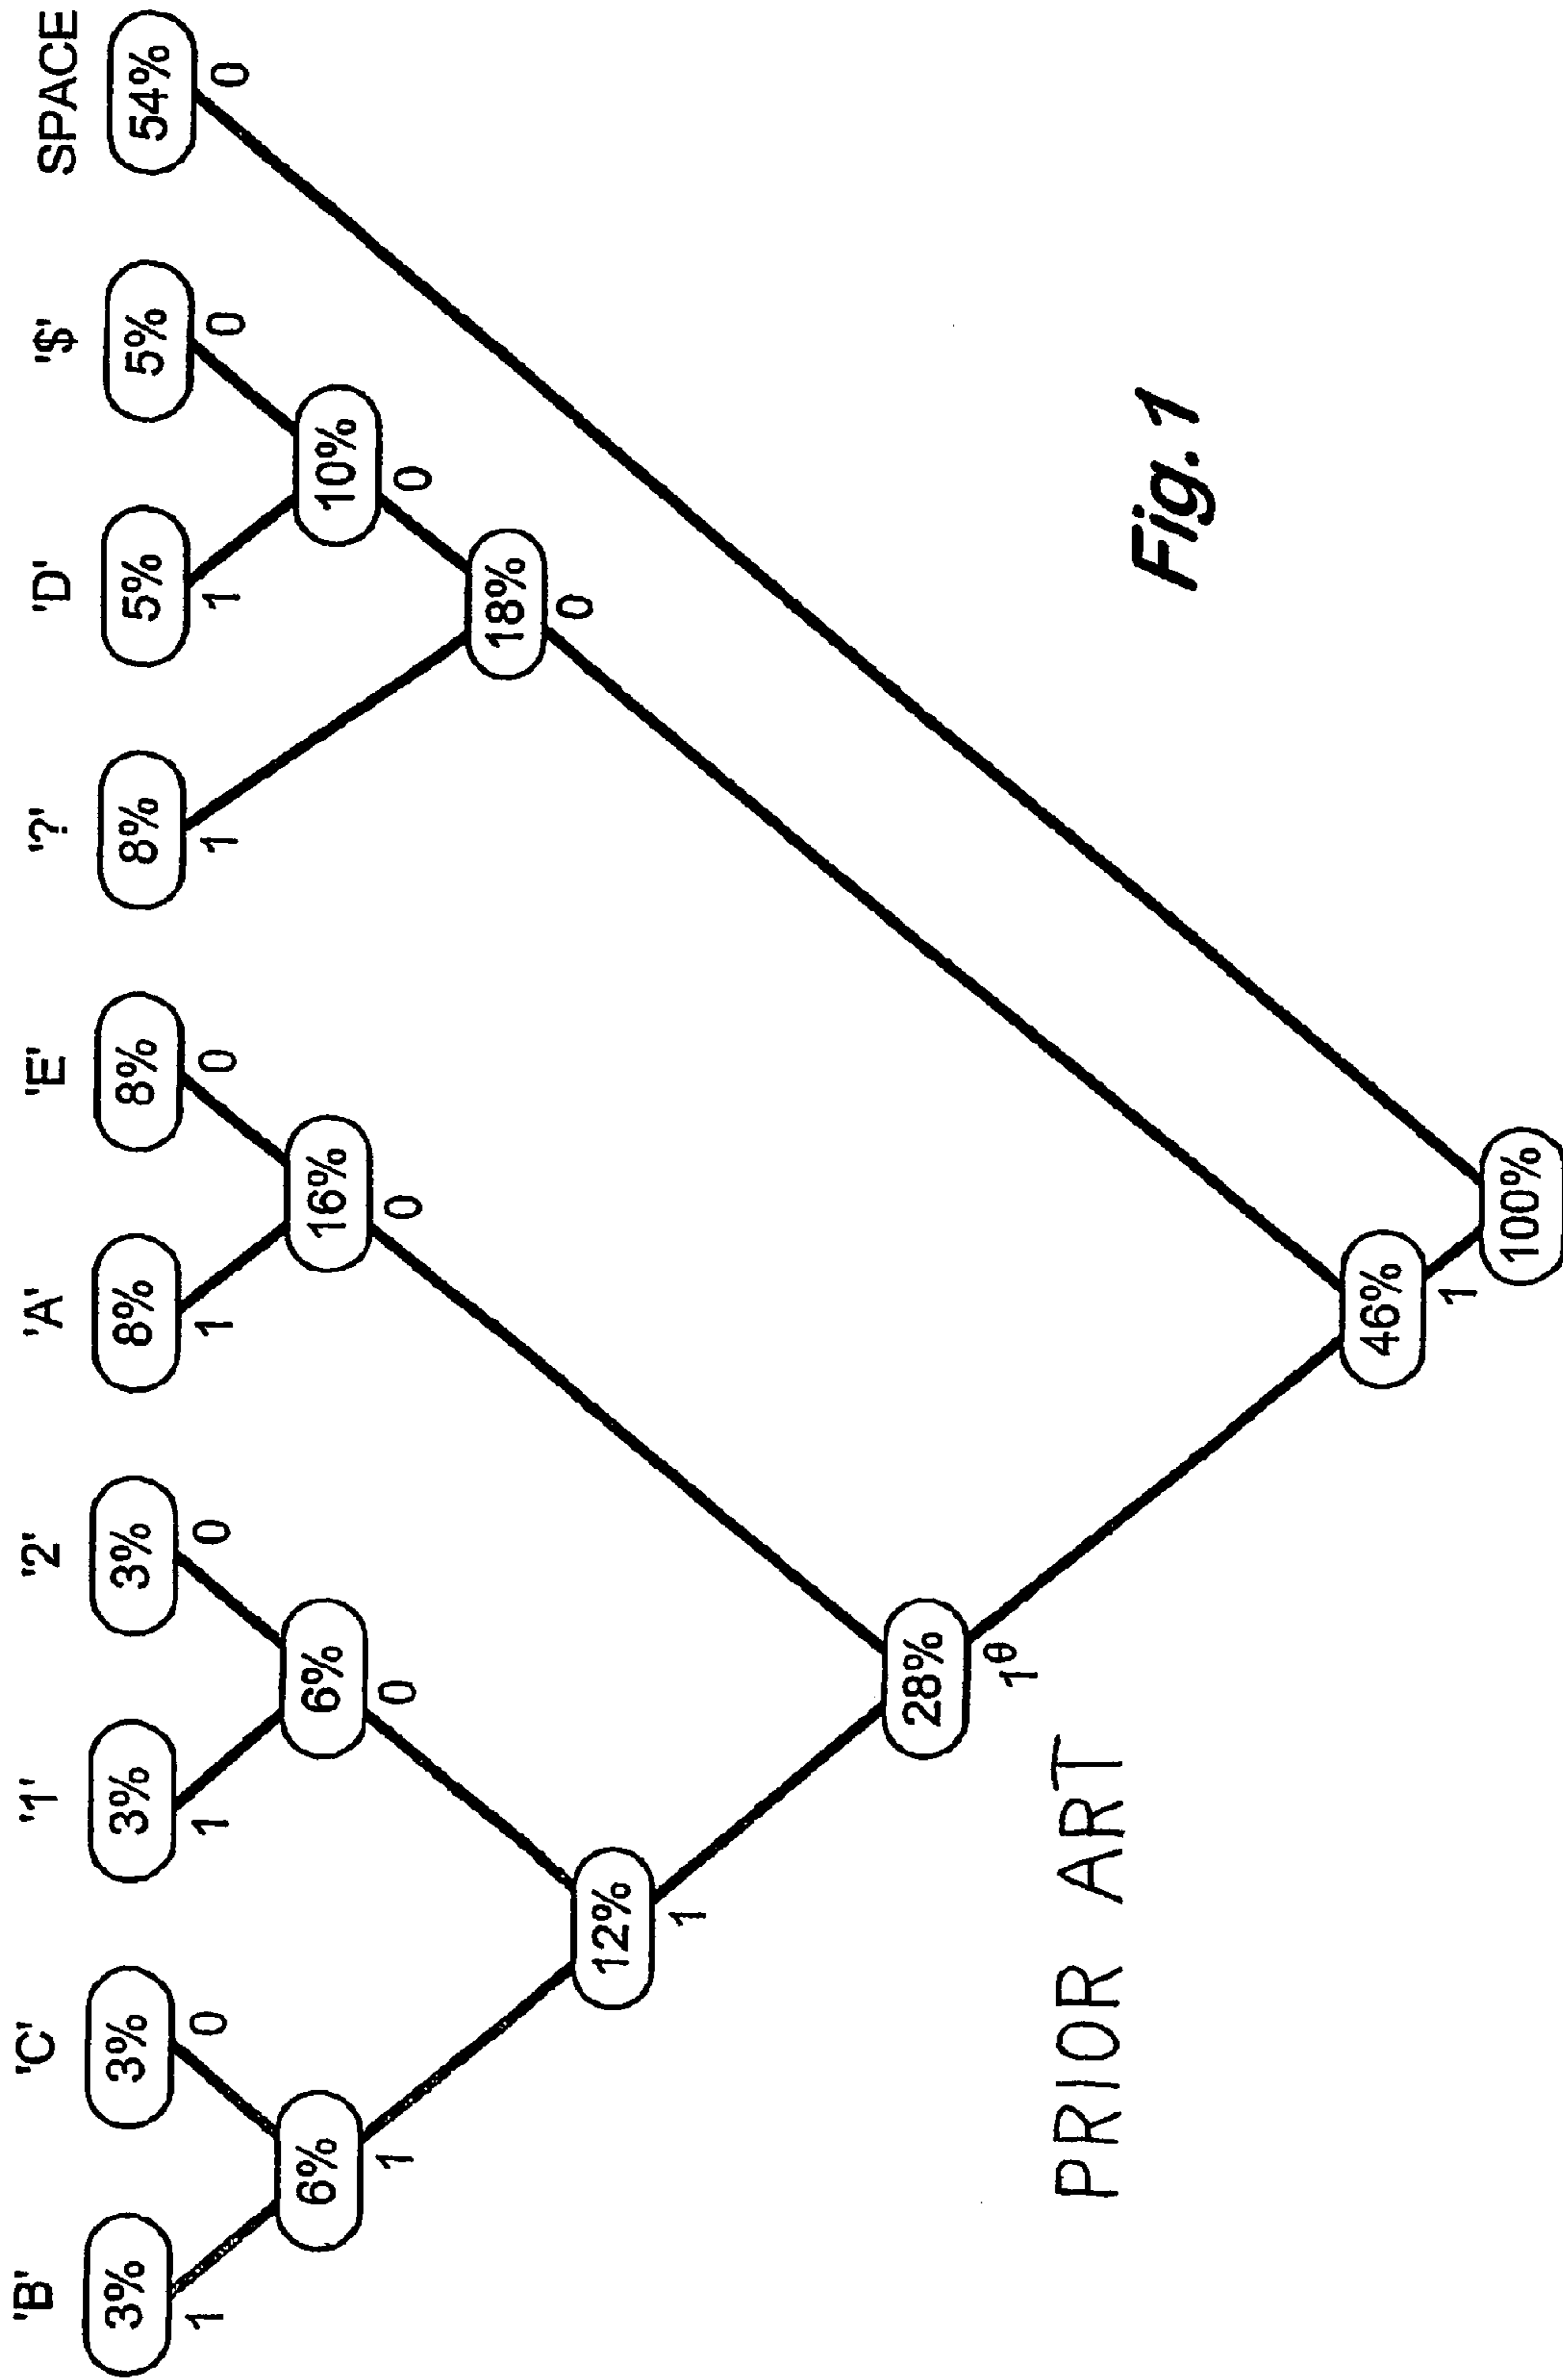 'B' 'C' '1' '2' 'A' 'E' '?' 'D' '$' SPACE
3% 3% 3% 3% 8% 8% 8% 5% 5% 54%
1 0 1 0 1 0 1 1 0 0
6% 6% 16% 10%
1 0 0 0
18%
0
12%
1
28%
1 0
46%
1
100%
PRIOR ART
Fig. 1